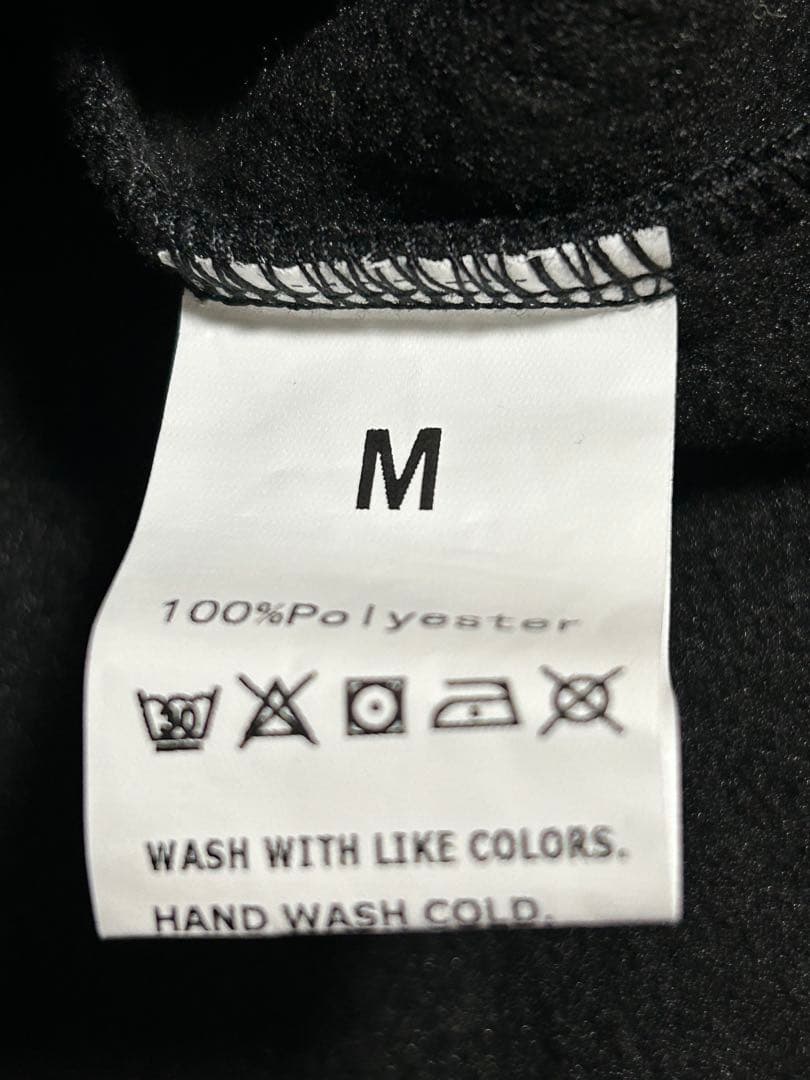 M
100%Polyester
30
WASH WITH LIKE COLORS.
HAND WASH COLD.